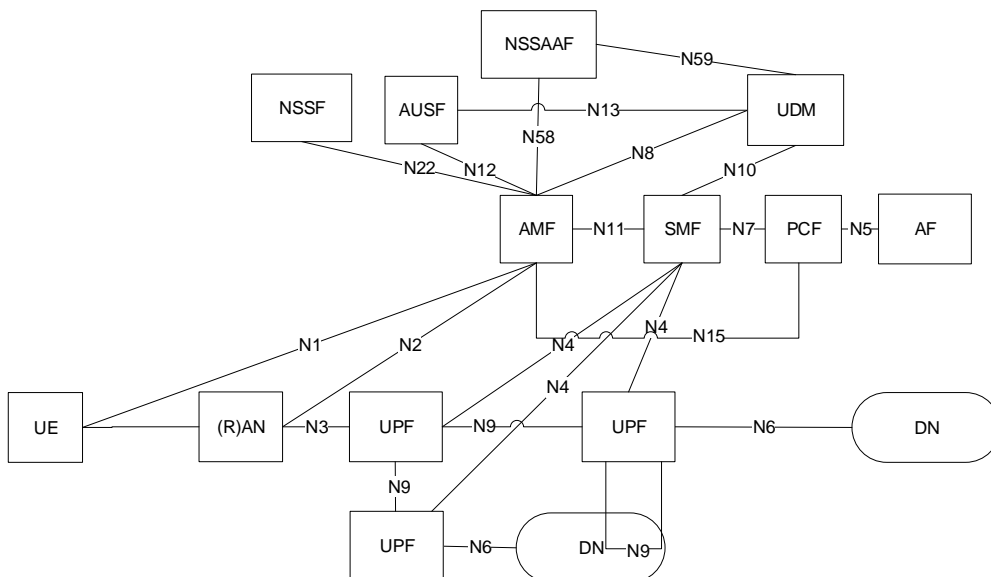 NSSAAF
N59
NSSF
AUSF
N13
UDM
N58
N22
N12
N8
N10
AMF
N11
SMF
N7
PCF
N5
AF
N1
N2
N4
N4
N15
N4
UE
(R)AN
N3
UPF
N9
UPF
N6
DN
N9
UPF
N6
DN
N9